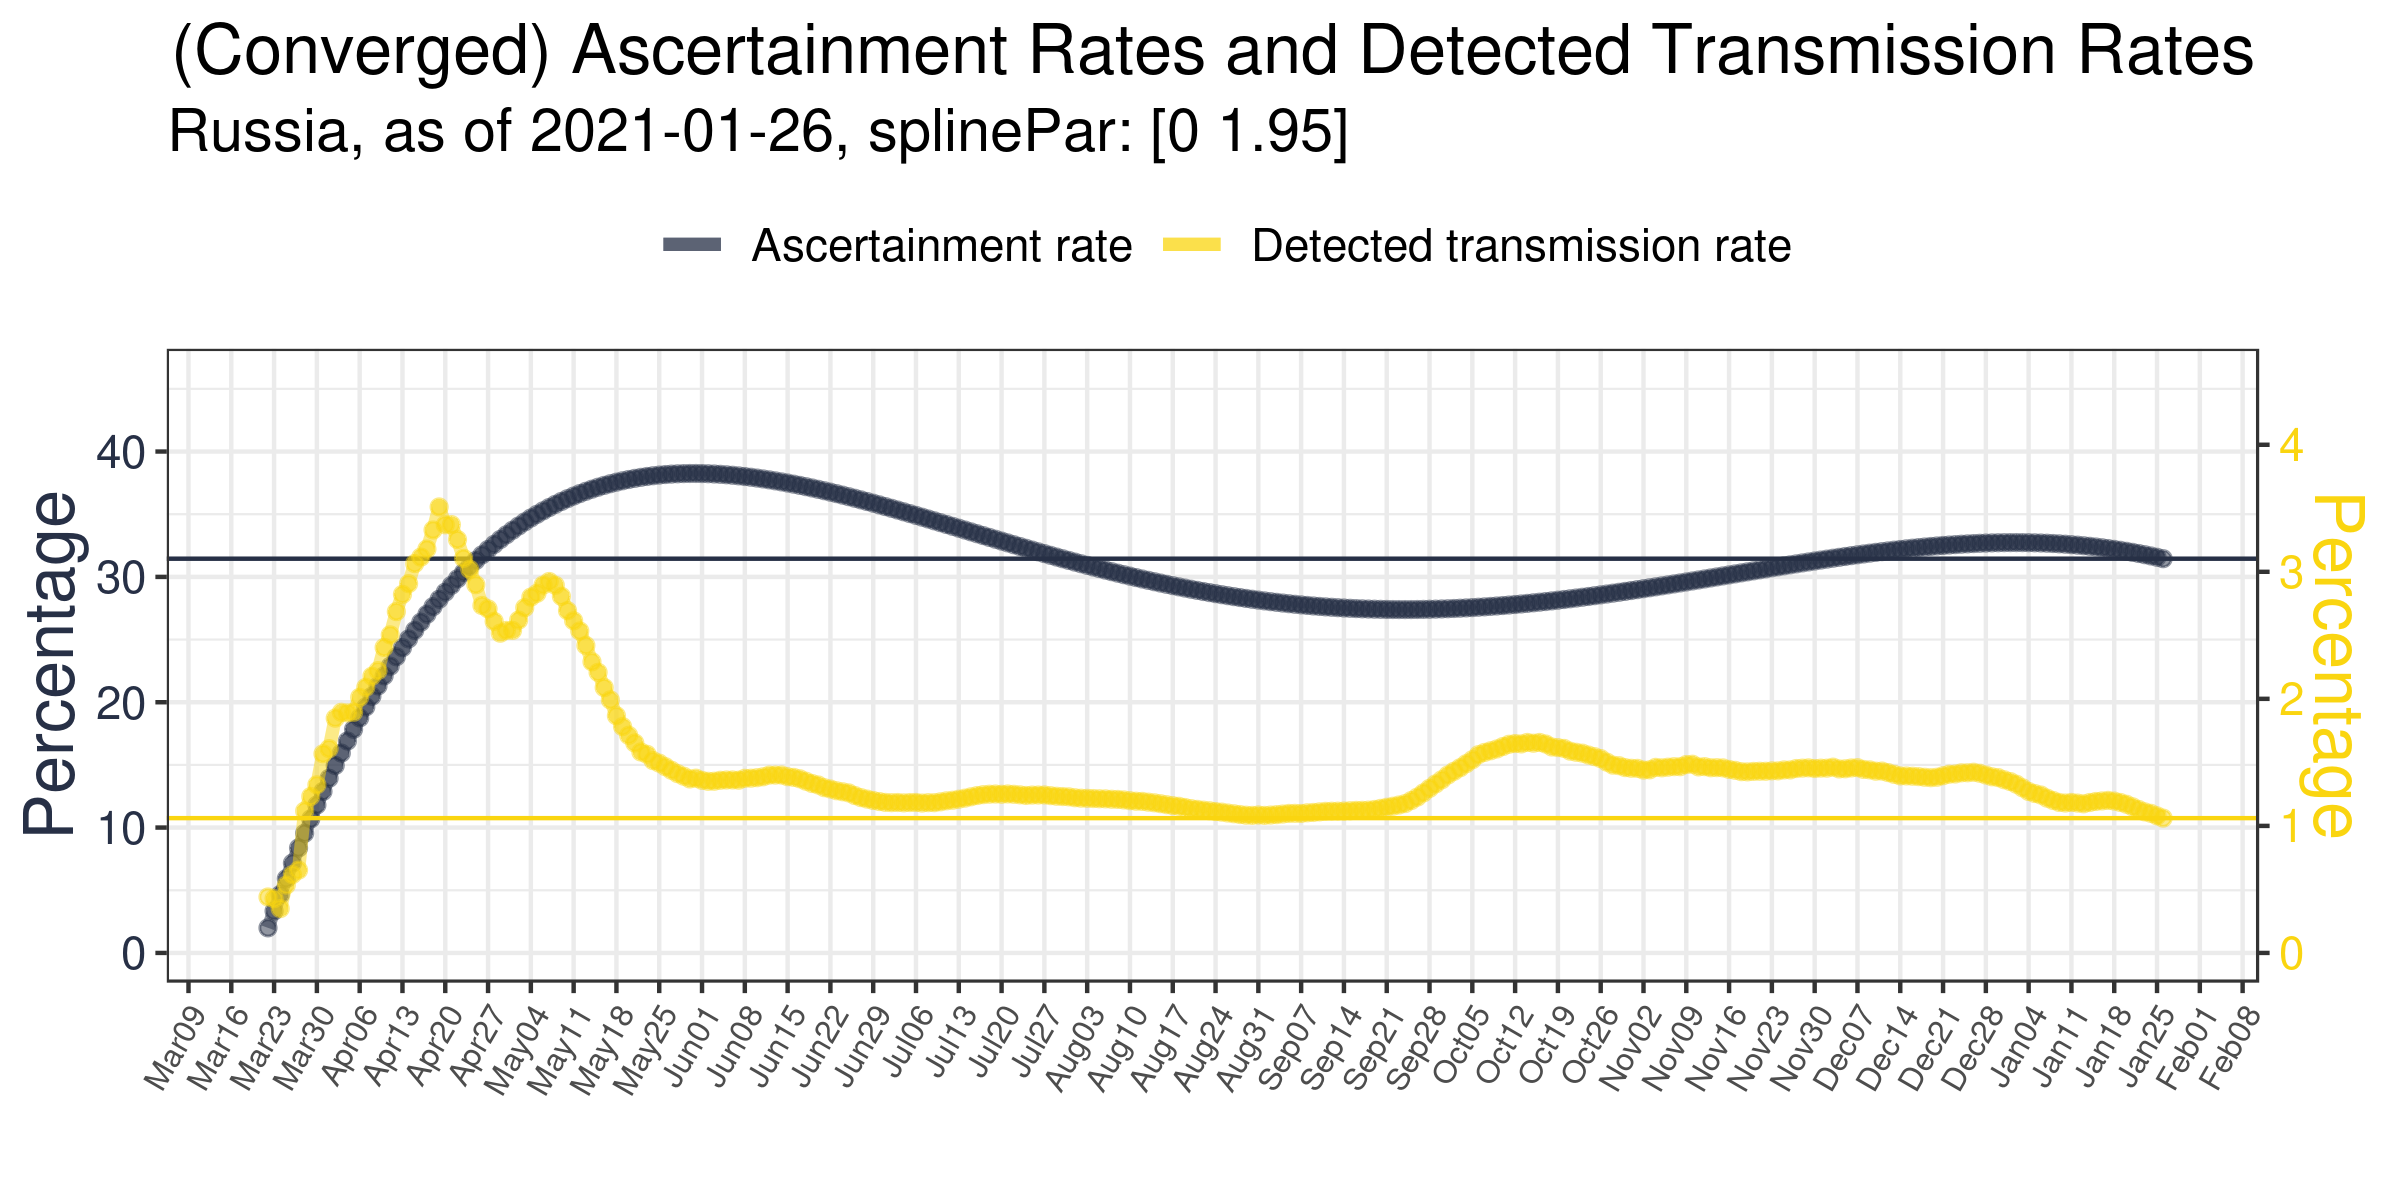 (Converged) Ascertainment Rates and Detected Transmission Rates
Russia, as of 2021-01-26, splinePar: [0 1.95]
Ascertainment rate Detected transmission rate
Percentage
40
30
20
10
0
4
3
2
1
0
Percentage
Mar09 Mar16 Mar23 Mar30 Apr06 Apr13 Apr20 Apr27 May04 May11 May18 May25 Jun01 Jun08 Jun15 Jun22 Jun29 Jul06 Jul13 Jul20 Jul27 Aug03 Aug10 Aug17 Aug24 Aug31 Sep07 Sep14 Sep21 Sep28 Oct05 Oct12 Oct19 Oct26 Nov02 Nov09 Nov16 Nov23 Nov30 Dec07 Dec14 Dec21 Dec28 Jan04 Jan11 Jan18 Jan25 Feb01 Feb08